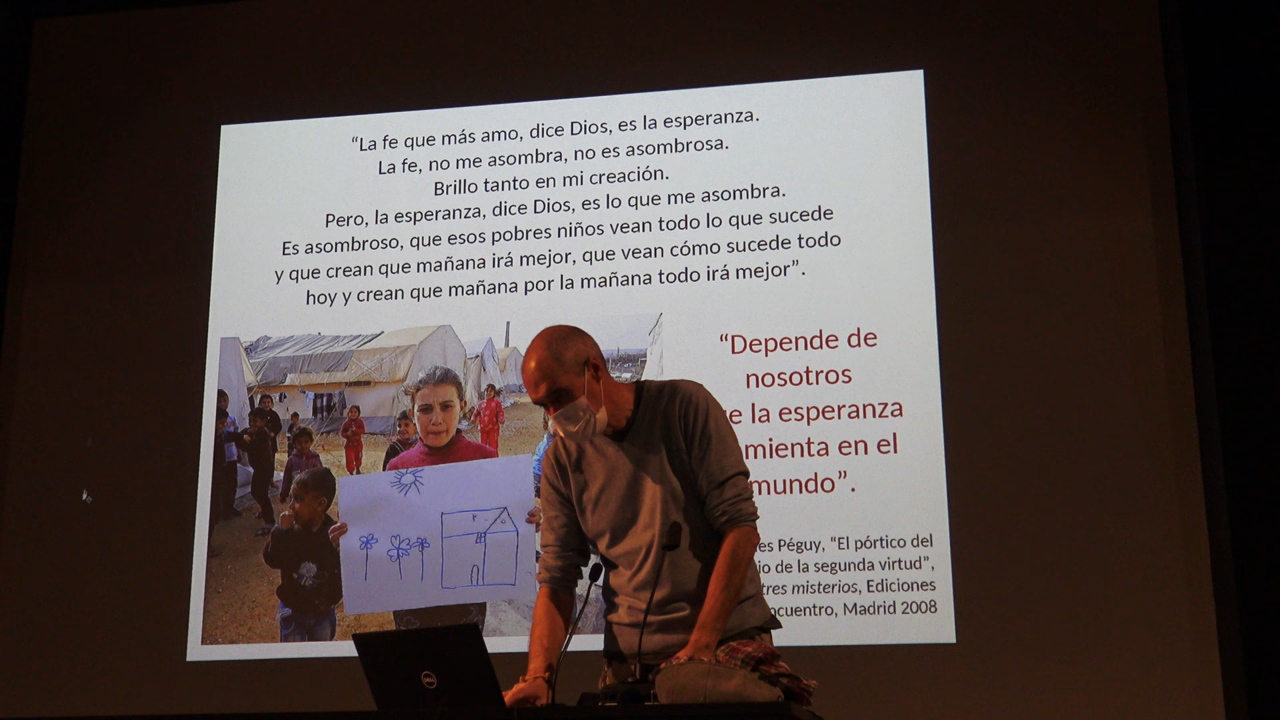 “La fe que más amo, dice Dios, es la esperanza.
La fe, no me asombra, no es asombrosa.
Brillo tanto en mi creación.
Pero, la esperanza, dice Dios, es lo que me asombra.
Es asombroso, que esos pobres niños vean todo lo que sucede
y que crean que mañana irá mejor, que vean cómo sucede todo
hoy y crean que mañana por la mañana todo irá mejor”.
“Depende de
nosotros
la esperanza
en el
mundo”.
Péguy, “El pórtico del
de la segunda virtud”,
tres misterios, Ediciones
Madrid 2008
DELL